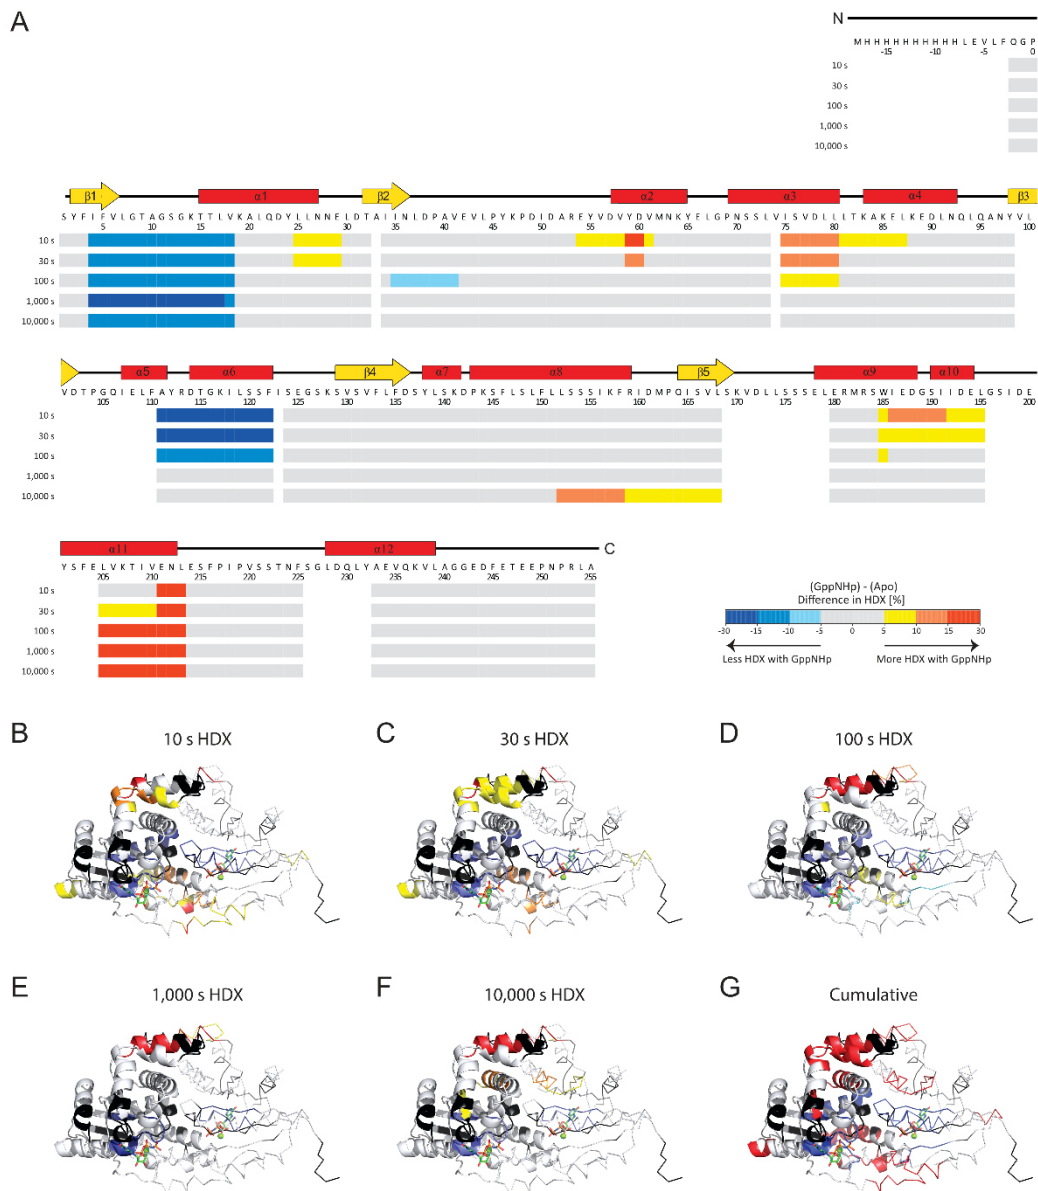 A
N
M H H H H H H H H H H L E V L F Q G P
-15 -10 -5 0
10 s
30 s
100 s
1,000 s
10,000 s
β1 α1 β2 α2 α3 α4 β3
S Y F I F V L G T A G S G K T T L V K A L Q D Y L L N N E L D T A I I N L D P A V E V L P Y K P D I D A R E Y V D V Y D V M N K Y E L G P N S S L V I S V D L L L T K A K E L K E D L N Q L Q A N Y V L
5 10 15 20 25 30 35 40 45 50 55 60 65 70 75 80 85 90 95 100
10 s
30 s
100 s
1,000 s
10,000 s
α5 α6 β4 α7 α8 β5 α9 α10
V D T P G Q I E L F A Y R D T G K L L S S F I S E G S K S V S V F L F D S Y L S K E P K S F V S L F L L S S S I K F R I D M P Q I S V L S K V D L L S S S E L E R M R S W I E D G S I I D E L G S I D E
105 110 115 120 125 130 135 140 145 150 155 160 165 170 175 180 185 190 195 200
10 s
30 s
100 s
1,000 s
10,000 s
α11 α12 C
Y S F E L V K T I V E N L E S F P I P V S S T N F S G L D Q L Y A E V Q K V L A G G E D F E T E E P N P R L A
205 210 215 220 225 230 235 240 245 250 255
10 s
30 s
100 s
1,000 s
10,000 s
(GppNHp) - (Apo)
Difference in HDX [%]
-30 -15 -10 -5 0 5 10 15 30
Less HDX with GppNHp More HDX with GppNHp
B
10 s HDX
C
30 s HDX
D
100 s HDX
E
1,000 s HDX
F
10,000 s HDX
G
Cumulative